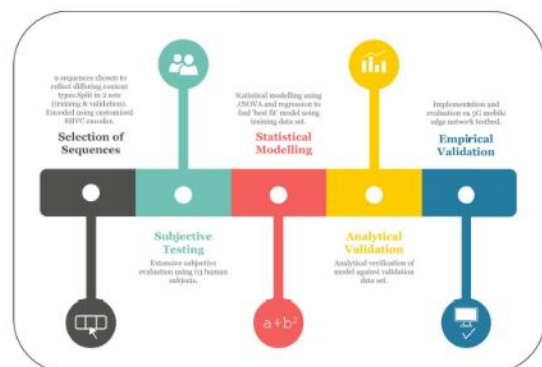 9 sequences chosen to
reflect differing content
types. Split in 2 sets
(training & validation).
Encoded using customised
SHVC encoder.
Selection of
Sequences
Subjective
Testing
Extensive subjective
evaluation using 63 human
subjects.
Statistical modelling using
ANOVA and regression to
find 'best fit' model using
training data set.
Statistical
Modelling
a+b²
Analytical
Validation
Analytical verification of
model against validation
data set.
Implementation and
evaluation on 5G mobile
edge network testbed.
Empirical
Validation